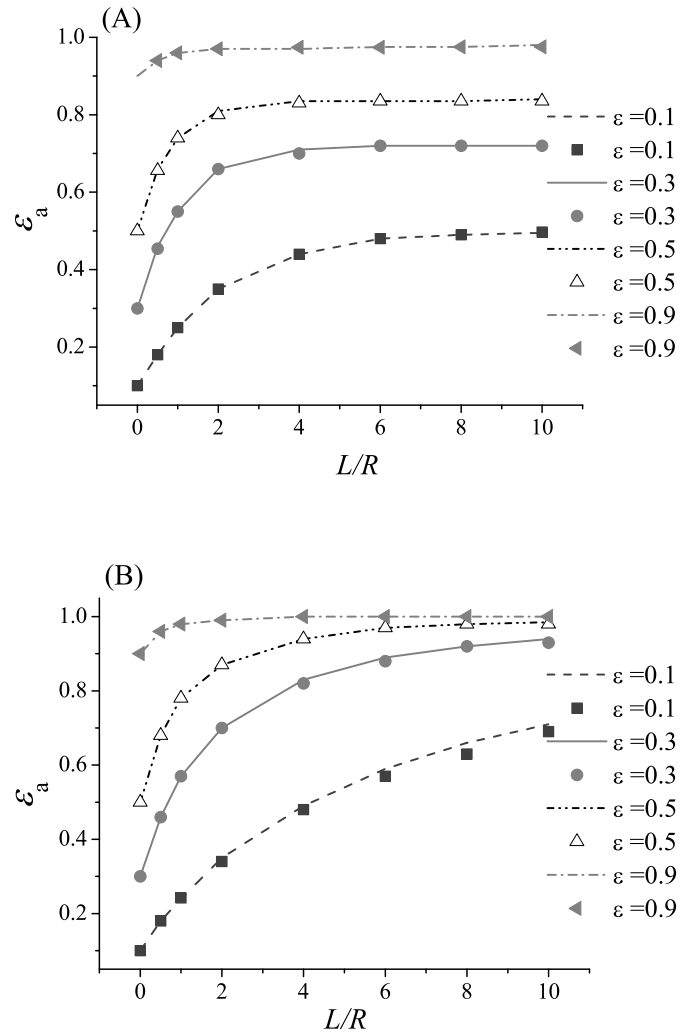 (A)
1.0
0.8
0.6
0.4
0.2
εa
0 2 4 6 8 10
L/R
ε =0.1
ε =0.1
ε =0.3
ε =0.3
ε =0.5
ε =0.5
ε =0.9
ε =0.9
(B)
1.0
0.8
0.6
0.4
0.2
εa
0 2 4 6 8 10
L/R
ε =0.1
ε =0.1
ε =0.3
ε =0.3
ε =0.5
ε =0.5
ε =0.9
ε =0.9